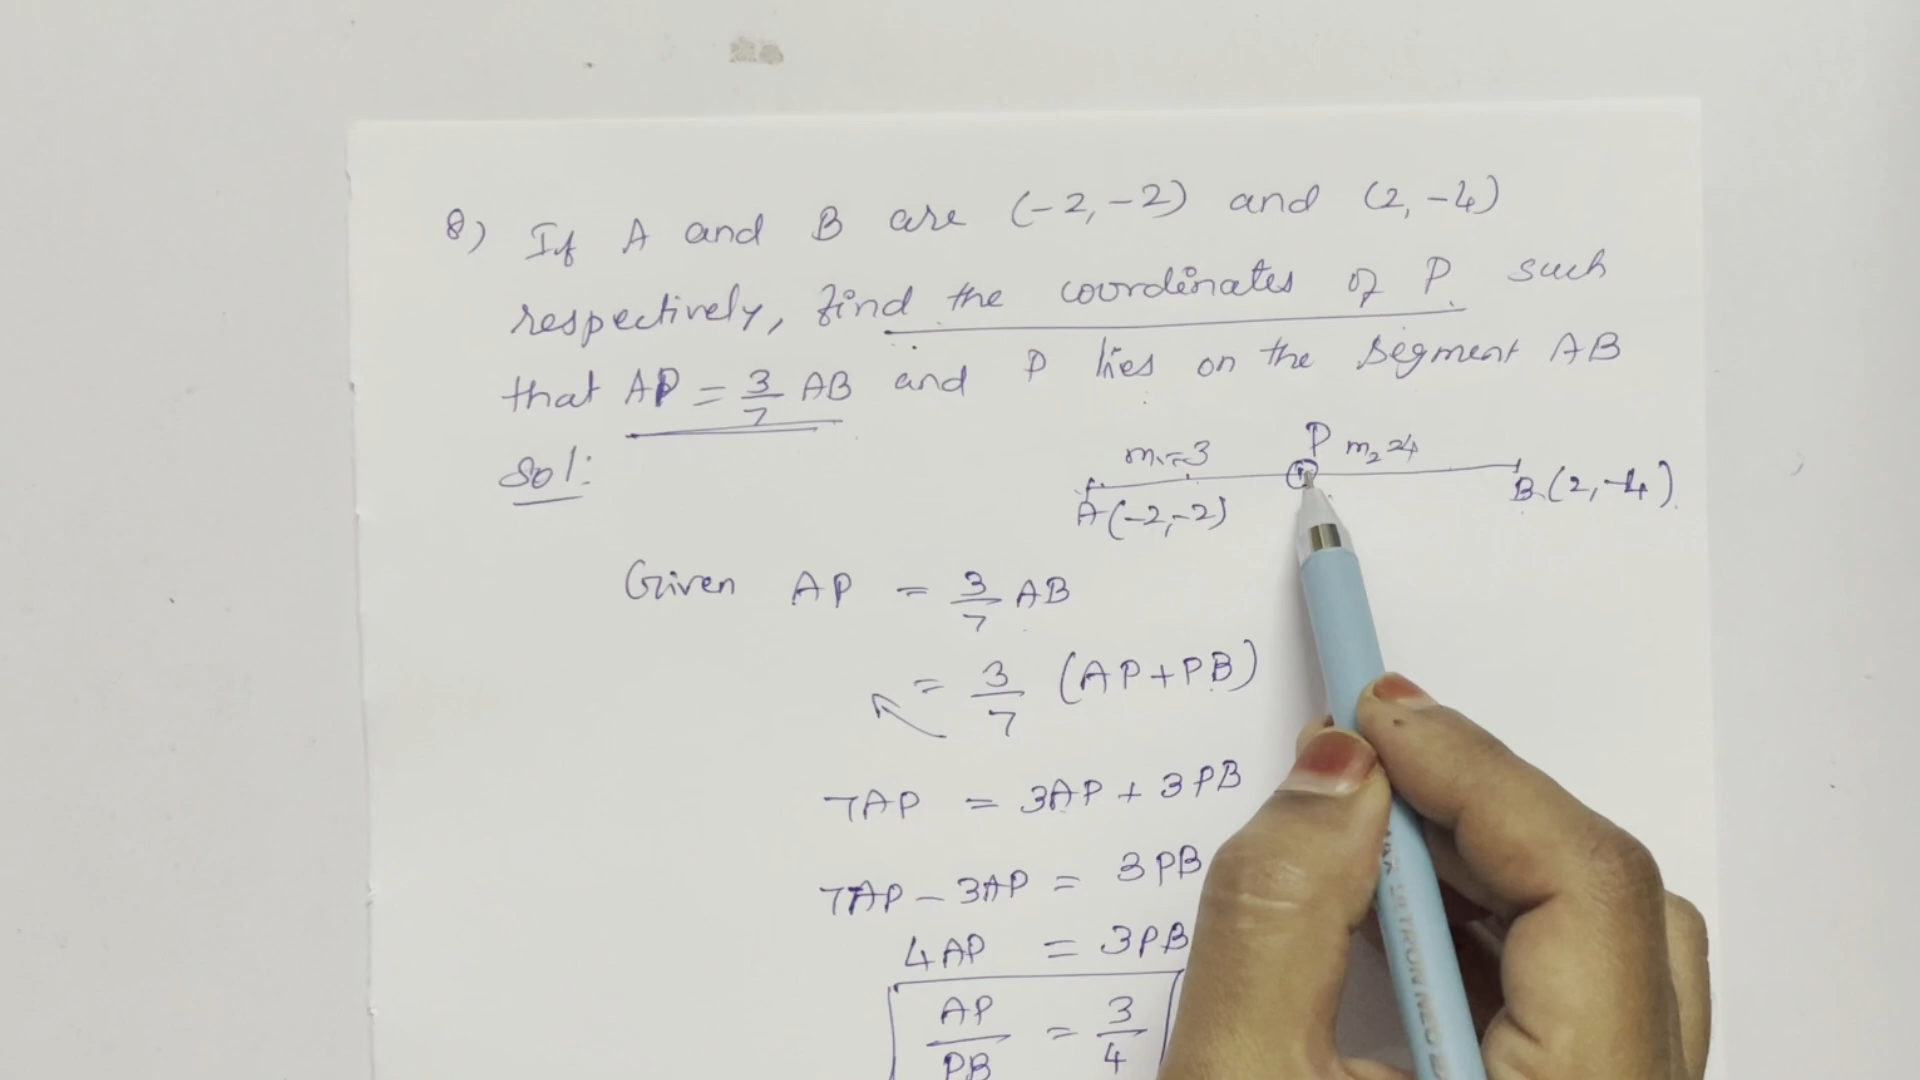 8) If A and B are (-2,-2) and (2,-4)
respectively, find the coordinates of P such
that AP = 3/7 AB and P lies on the segment AB
Sol:
m₁=3 P m₂=4
A(-2,-2) B(2,-4)
Given AP = 3/7 AB
= 3/7 (AP+PB)
7AP = 3AP + 3PB
7AP - 3AP = 3PB
4AP = 3PB
AP/PB = 3/4